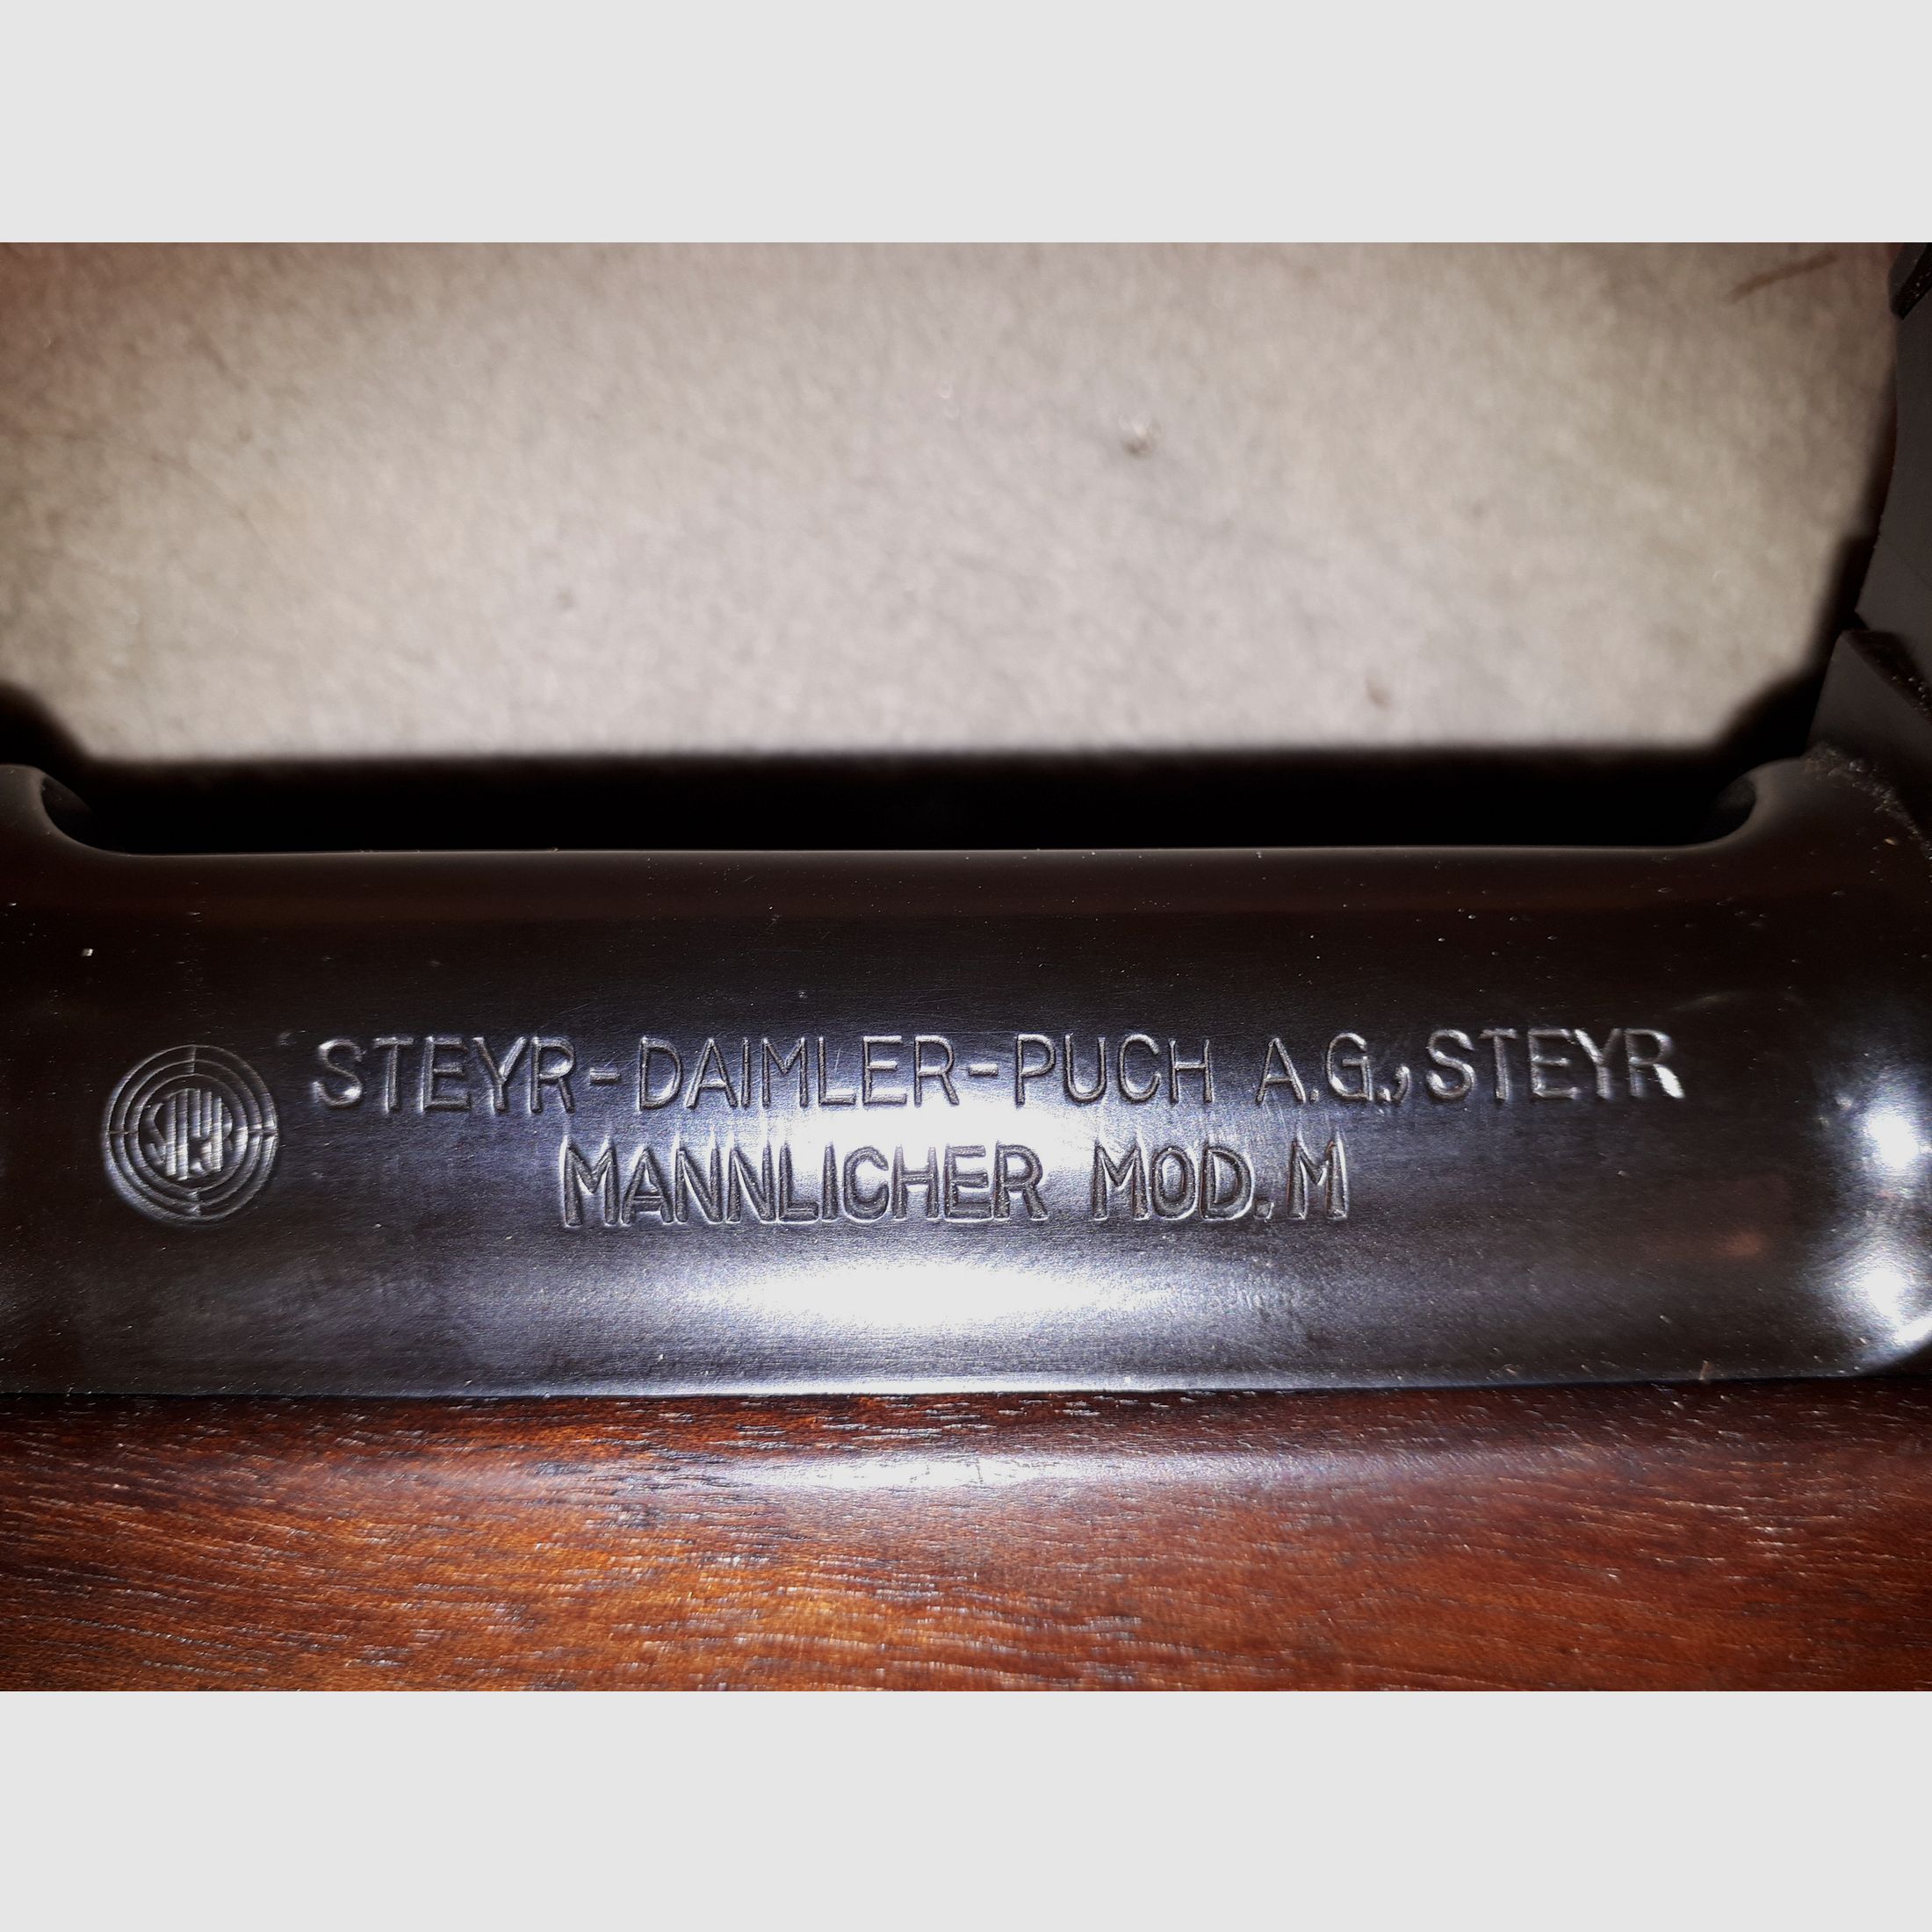 STEYR-DAIMLER-PUCH A.G., STEYR
MANNLICHER MOD. M